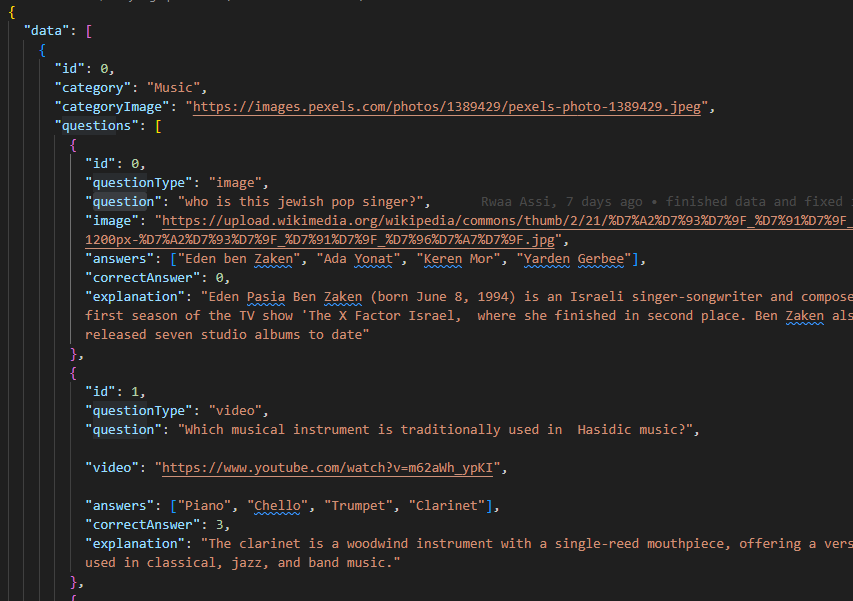 {
"data": [
{
"id": 0,
"category": "Music",
"categoryImage": "https://images.pexels.com/photos/1389429/pexels-photo-1389429.jpeg",
"questions": [
{
"id": 0,
"questionType": "image",
"question": "who is this jewish pop singer?", Rwaa Assi, 7 days ago • finished data and fixed
"image": "https://upload.wikimedia.org/wikipedia/commons/thumb/2/21/%D7%A2%D7%93%D7%9F_%D7%91%D7%9F_
1200px-%D7%A2%D7%93%D7%9F_%D7%91%D7%9F_%D7%96%D7%A7%D7%9F.jpg",
"answers": ["Eden ben Zaken", "Ada Yonat", "Keren Mor", "Yarden Gerbee"],
"correctAnswer": 0,
"explanation": "Eden Pasia Ben Zaken (born June 8, 1994) is an Israeli singer-songwriter and compose
first season of the TV show 'The X Factor Israel,  where she finished in second place. Ben Zaken als
released seven studio albums to date"
},
{
"id": 1,
"questionType": "video",
"question": "Which musical instrument is traditionally used in  Hasidic music?",
"video": "https://www.youtube.com/watch?v=m62aWh_ypKI",
"answers": ["Piano", "Chello", "Trumpet", "Clarinet"],
"correctAnswer": 3,
"explanation": "The clarinet is a woodwind instrument with a single-reed mouthpiece, offering a vers
used in classical, jazz, and band music."
},
{